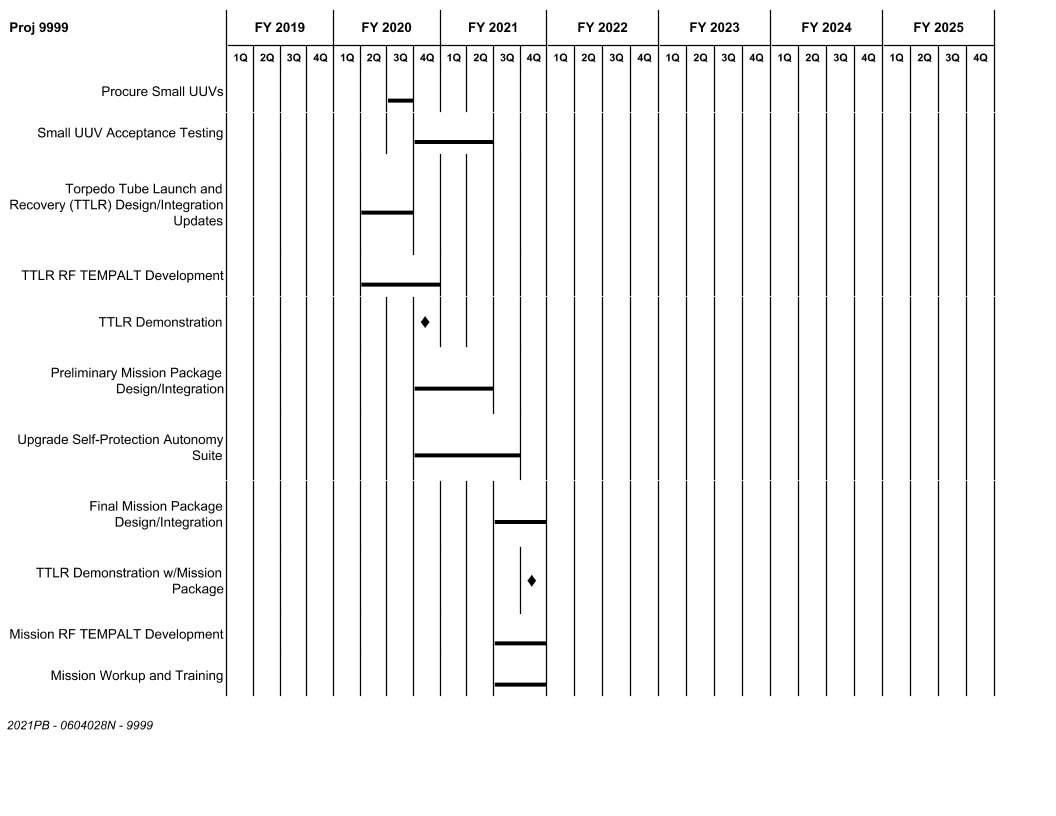 Proj 9999 FY 2019 FY 2020 FY 2021 FY 2022 FY 2023 FY 2024 FY 2025
1Q 2Q 3Q 4Q 1Q 2Q 3Q 4Q 1Q 2Q 3Q 4Q 1Q 2Q 3Q 4Q 1Q 2Q 3Q 4Q 1Q 2Q 3Q 4Q 1Q 2Q 3Q 4Q
Procure Small UUVs
Small UUV Acceptance Testing
Torpedo Tube Launch and
Recovery (TTLR) Design/Integration
Updates
TTLR RF TEMPALT Development
TTLR Demonstration
Preliminary Mission Package
Design/Integration
Upgrade Self-Protection Autonomy
Suite
Final Mission Package
Design/Integration
TTLR Demonstration w/Mission
Package
Mission RF TEMPALT Development
Mission Workup and Training
2021PB - 0604028N - 9999